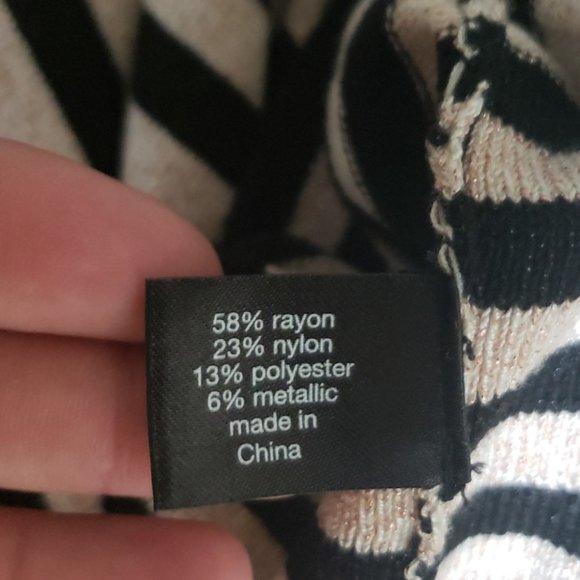 58% rayon
23% nylon
13% polyester
6% metallic
made in
China